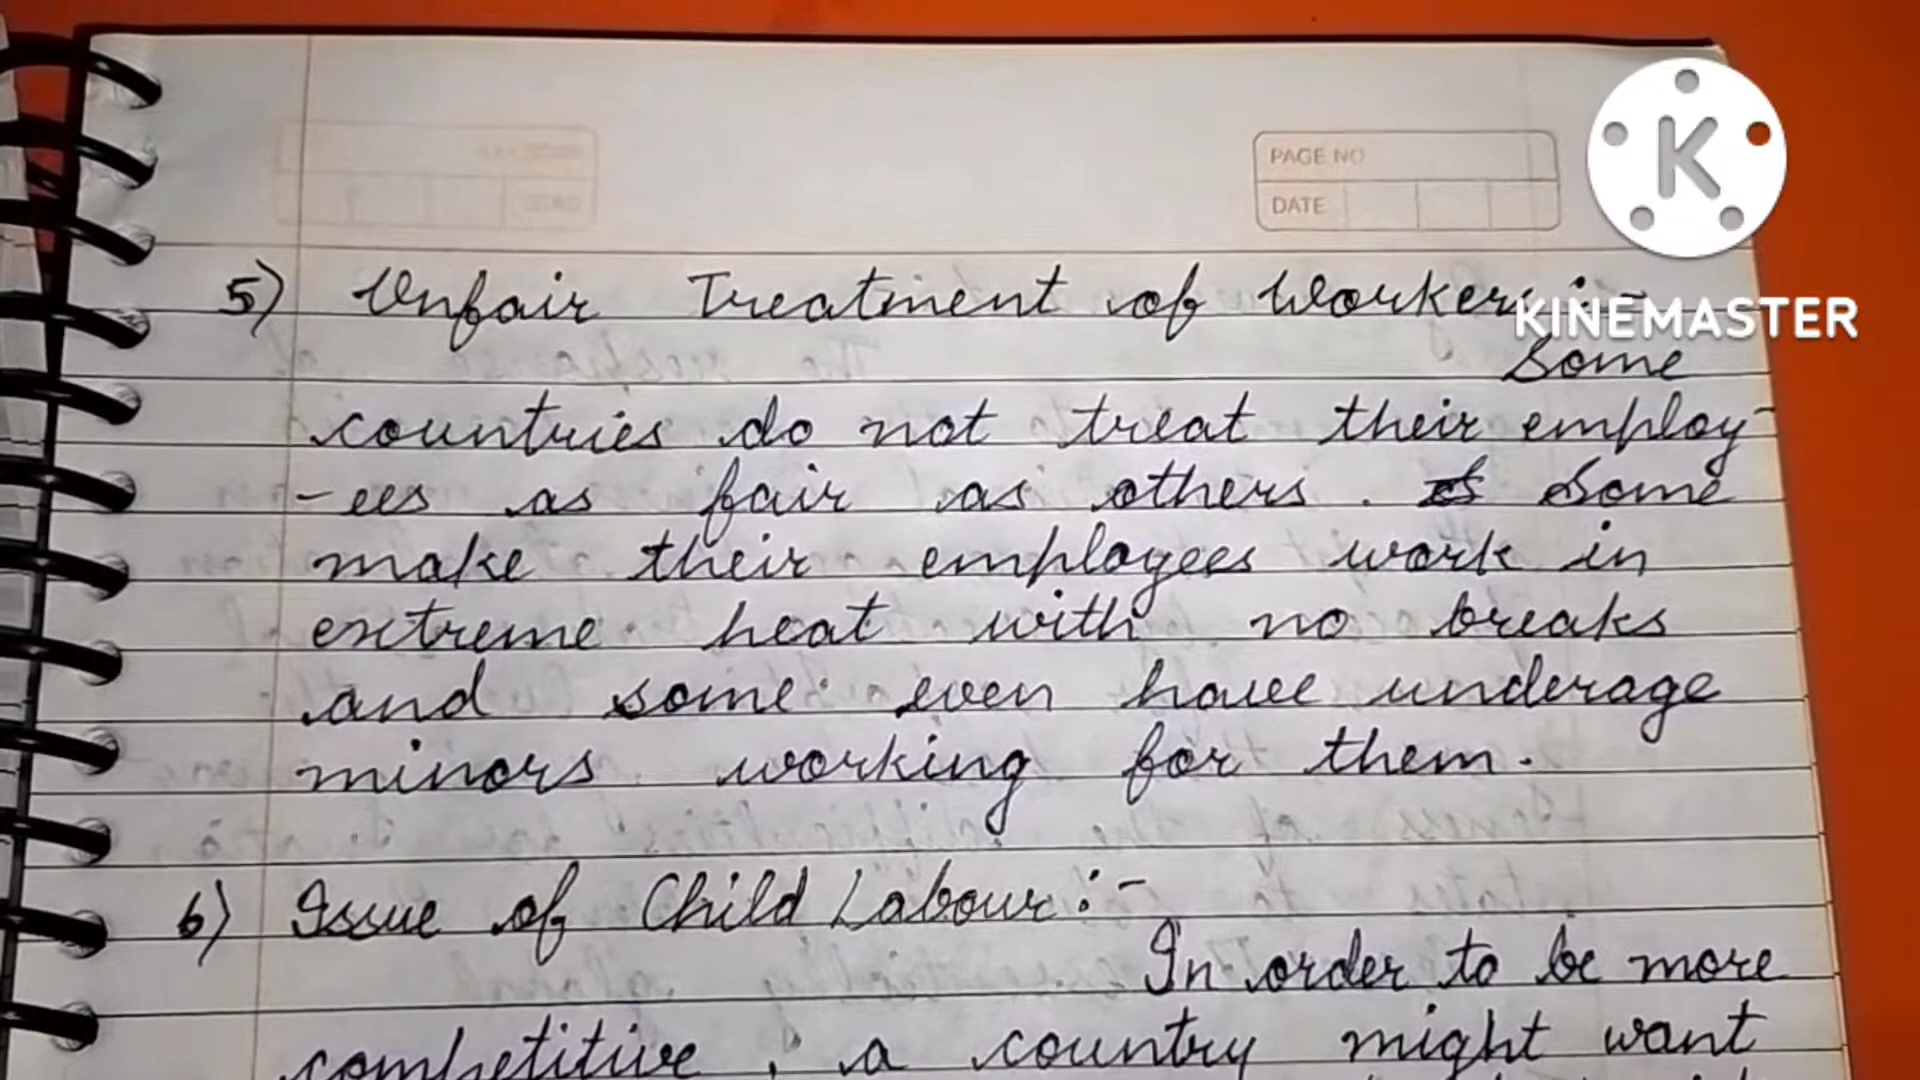 PAGE NO
DATE
K
KINEMASTER
5) Unfair Treatment of Workers:-
Some
countries do not treat their employ-
-ees as fair as others. Some
make their employees work in
extreme heat with no breaks
and some even have underage
minors working for them.
6) Issue of Child Labour:-
In order to be more
competitive, a country might want